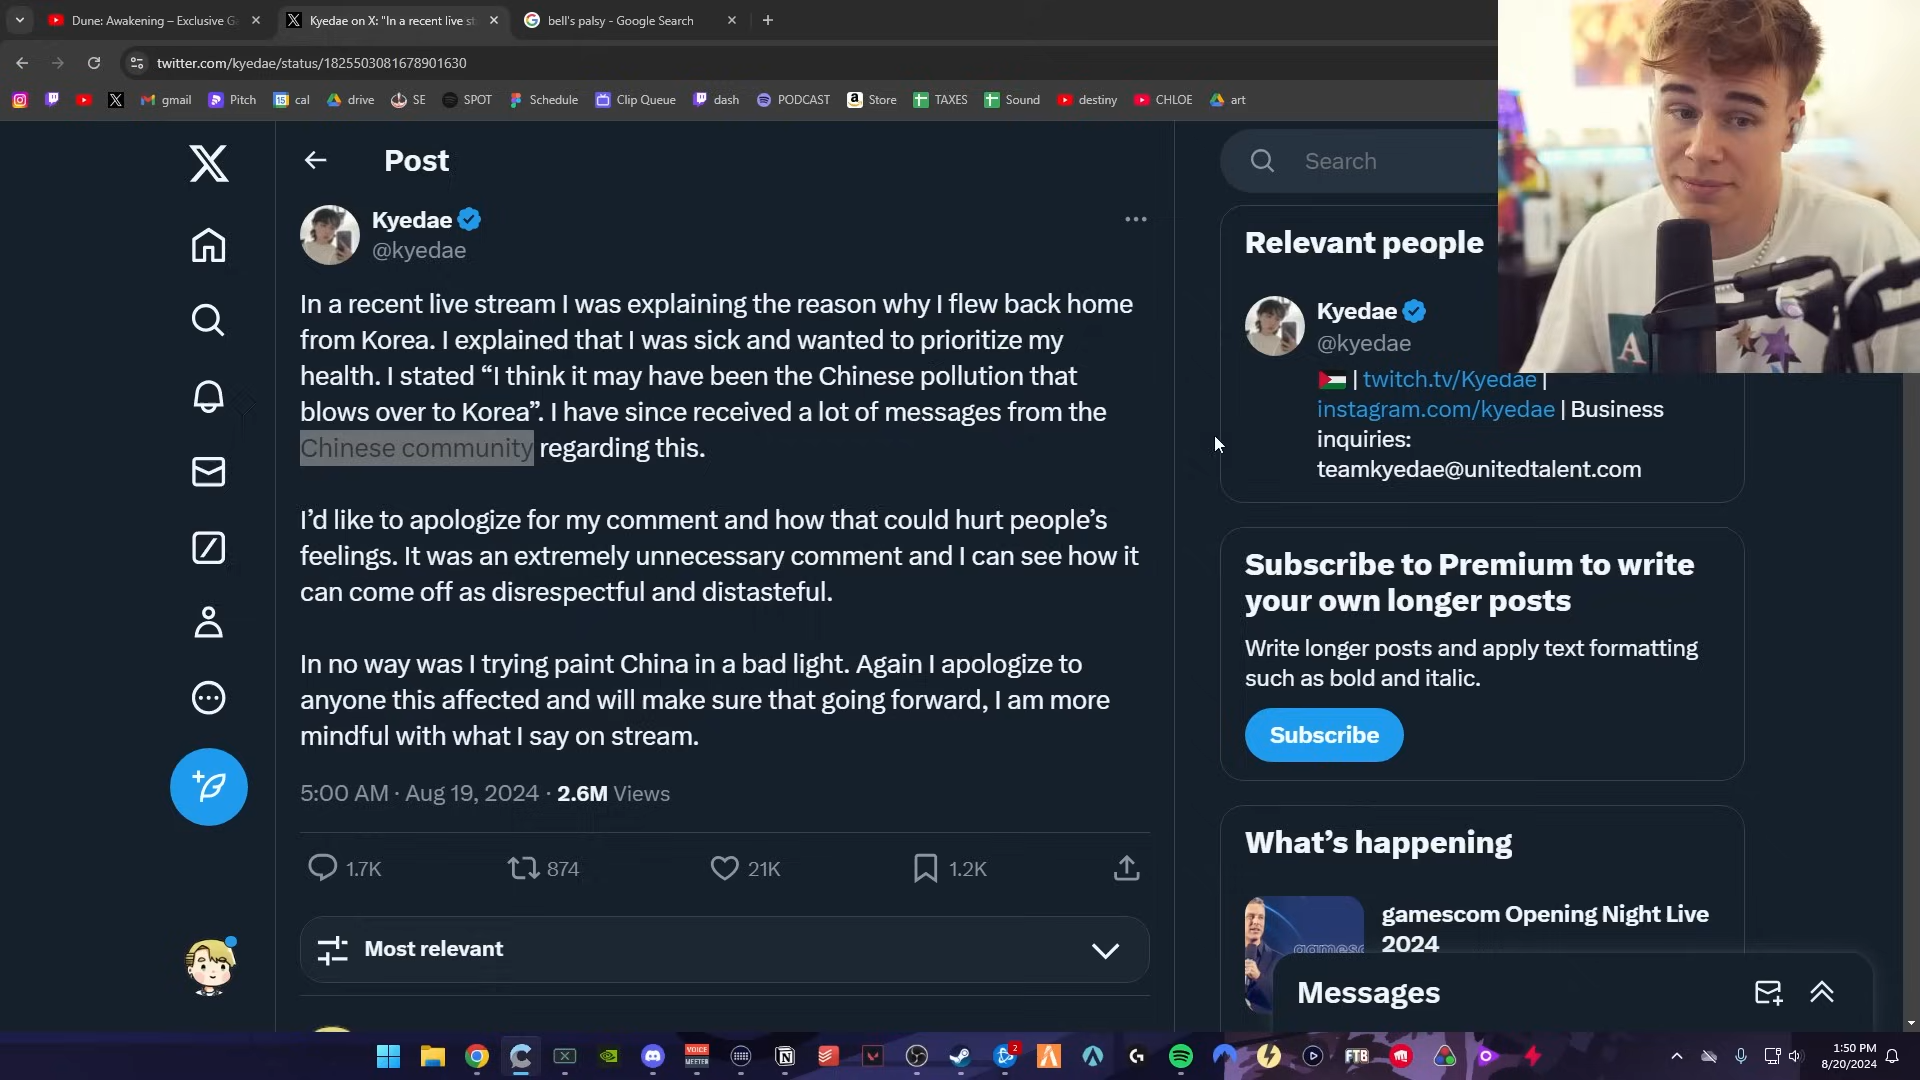 Dune: Awakening – Exclusive G
Kyedae on X: "In a recent live st
bell's palsy - Google Search
twitter.com/kyedae/status/1825503081678901630
gmail
Pitch
cal
drive
SE
SPOT
Schedule
Clip Queue
dash
PODCAST
Store
TAXES
Sound
destiny
CHLOE
art
Post
Kyedae
@kyedae
In a recent live stream I was explaining the reason why I flew back home
from Korea. I explained that I was sick and wanted to prioritize my
health. I stated “I think it may have been the Chinese pollution that
blows over to Korea”. I have since received a lot of messages from the
Chinese community regarding this.
I’d like to apologize for my comment and how that could hurt people’s
feelings. It was an extremely unnecessary comment and I can see how it
can come off as disrespectful and distasteful.
In no way was I trying paint China in a bad light. Again I apologize to
anyone this affected and will make sure that going forward, I am more
mindful with what I say on stream.
5:00 AM · Aug 19, 2024 · 2.6M Views
1.7K
874
21K
1.2K
Most relevant
Search
Relevant people
Kyedae
@kyedae
| twitch.tv/Kyedae |
instagram.com/kyedae | Business
inquiries:
teamkyedae@unitedtalent.com
Subscribe to Premium to write
your own longer posts
Write longer posts and apply text formatting
such as bold and italic.
Subscribe
What’s happening
gamescom Opening Night Live
2024
Messages
A
VOICE
MEETER
2
FTB
1:50 PM
8/20/2024